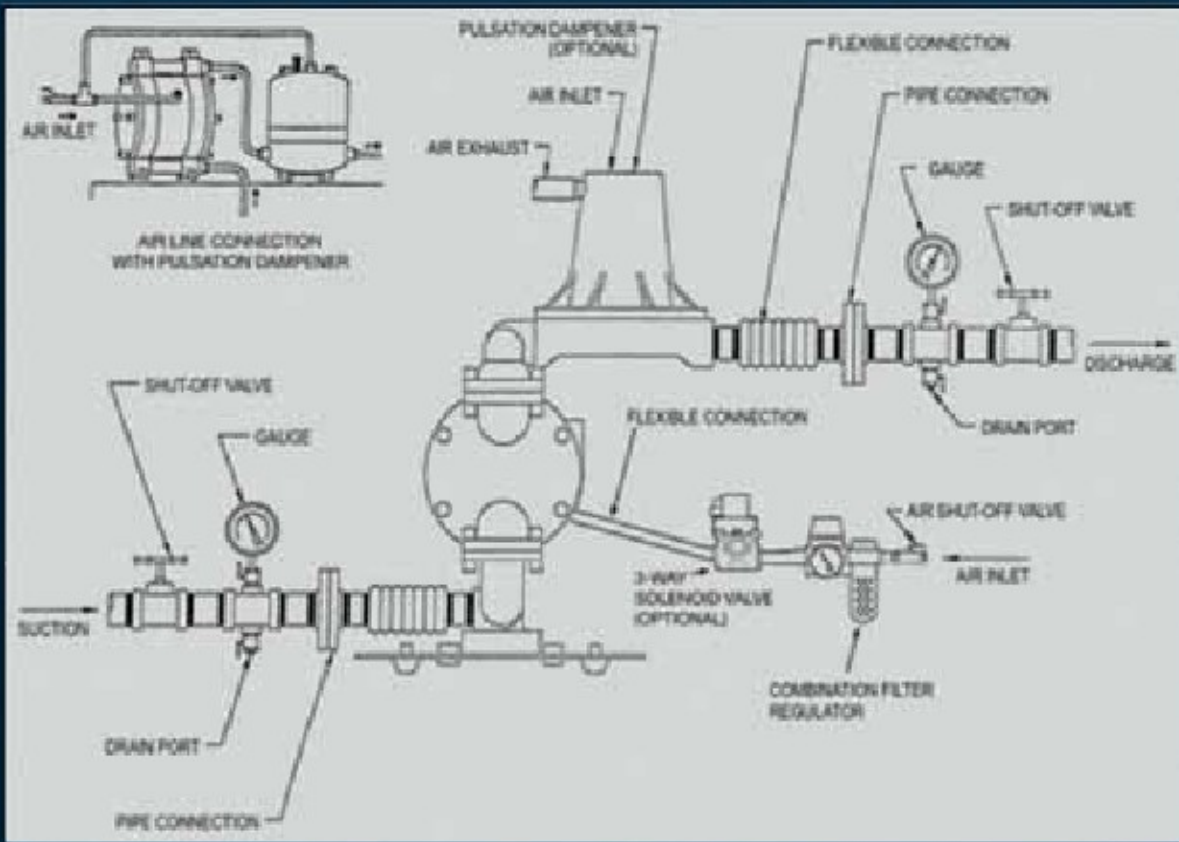 PULSATION DAMPENER
(OPTIONAL)
FLEXIBLE CONNECTION
AIR INLET
PIPE CONNECTION
AIR INLET
AIR EXHAUST
GAUGE
SHUT-OFF VALVE
AIR LINE CONNECTION
WITH PULSATION DAMPENER
DISCHARGE
SHUT-OFF VALVE
FLEXIBLE CONNECTION
GAUGE
DRAIN PORT
AIR SHUT-OFF VALVE
AIR INLET
3-WAY
SOLENOID VALVE
(OPTIONAL)
SUCTION
COMBINATION FILTER
REGULATOR
DRAIN PORT
PIPE CONNECTION